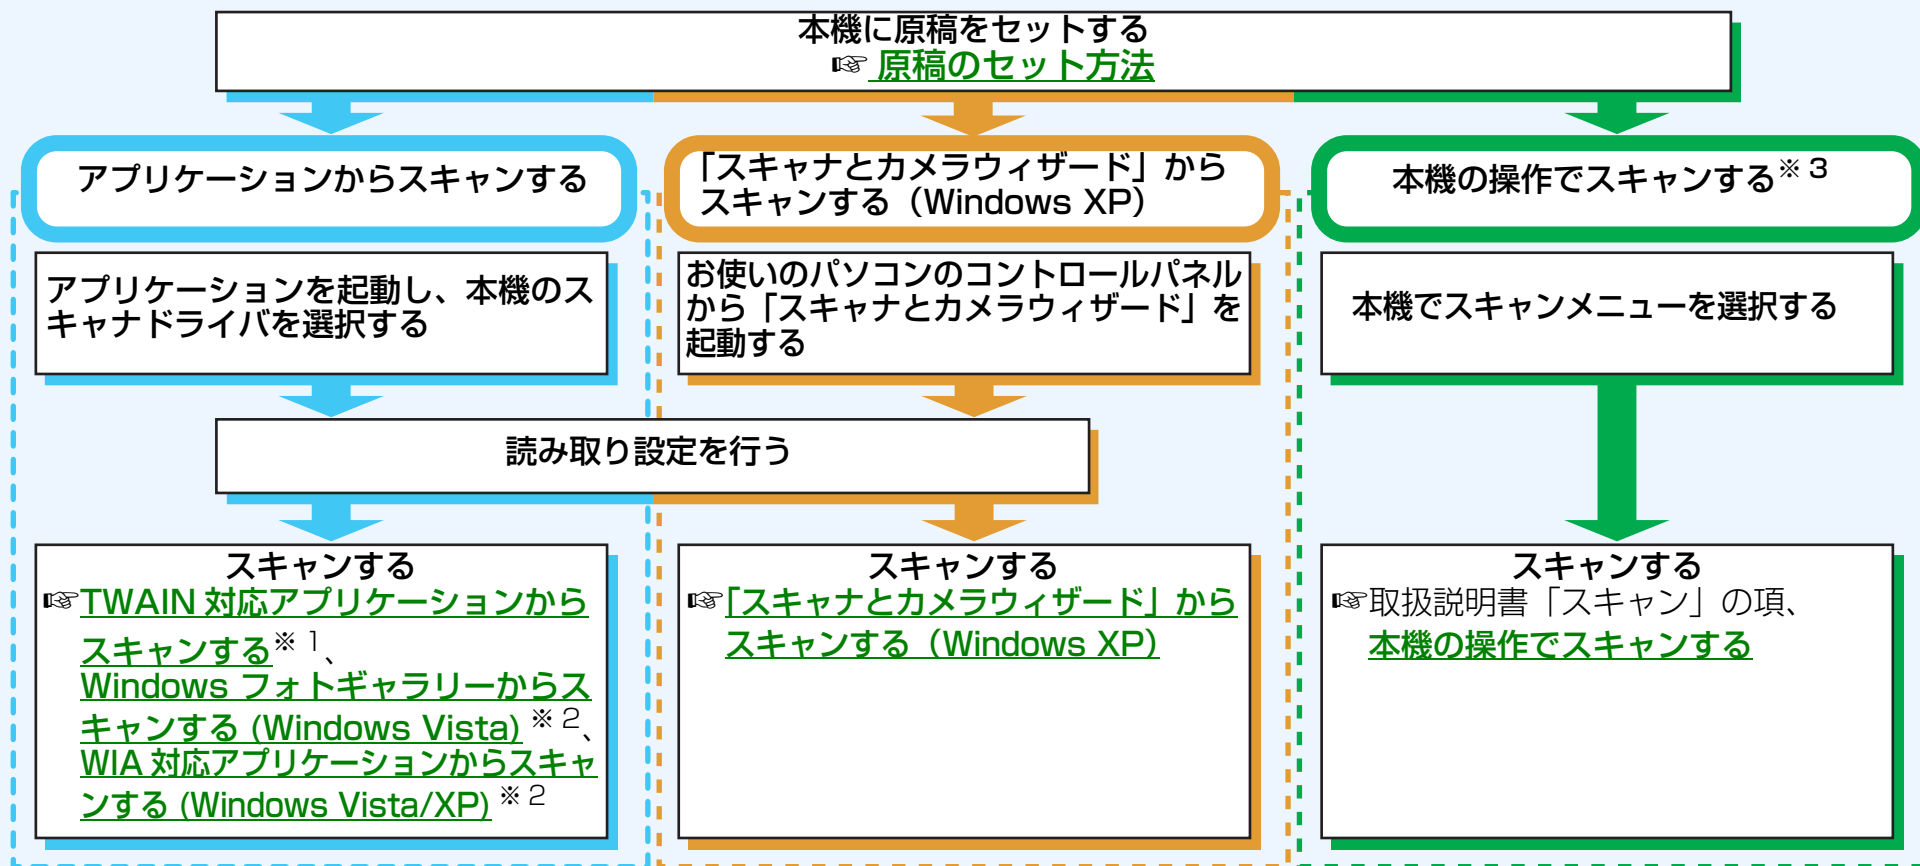 本機に原稿をセットする
☞ 原稿のセット方法
アプリケーションからスキャンする
アプリケーションを起動し、本機のス
キャナドライバを選択する
「スキャナとカメラウィザード」から
スキャンする（Windows XP）
お使いのパソコンのコントロールパネル
から「スキャナとカメラウィザード」を
起動する
本機の操作でスキャンする※3
本機でスキャンメニューを選択する
読み取り設定を行う
スキャンする
☞TWAIN 対応アプリケーションから
スキャンする※1、
Windows フォトギャラリーからス
キャンする (Windows Vista) ※2、
WIA 対応アプリケーションからスキャ
ンする (Windows Vista/XP) ※2
スキャンする
☞「スキャナとカメラウィザード」から
スキャンする（Windows XP）
スキャンする
☞取扱説明書「スキャン」の項、
本機の操作でスキャンする